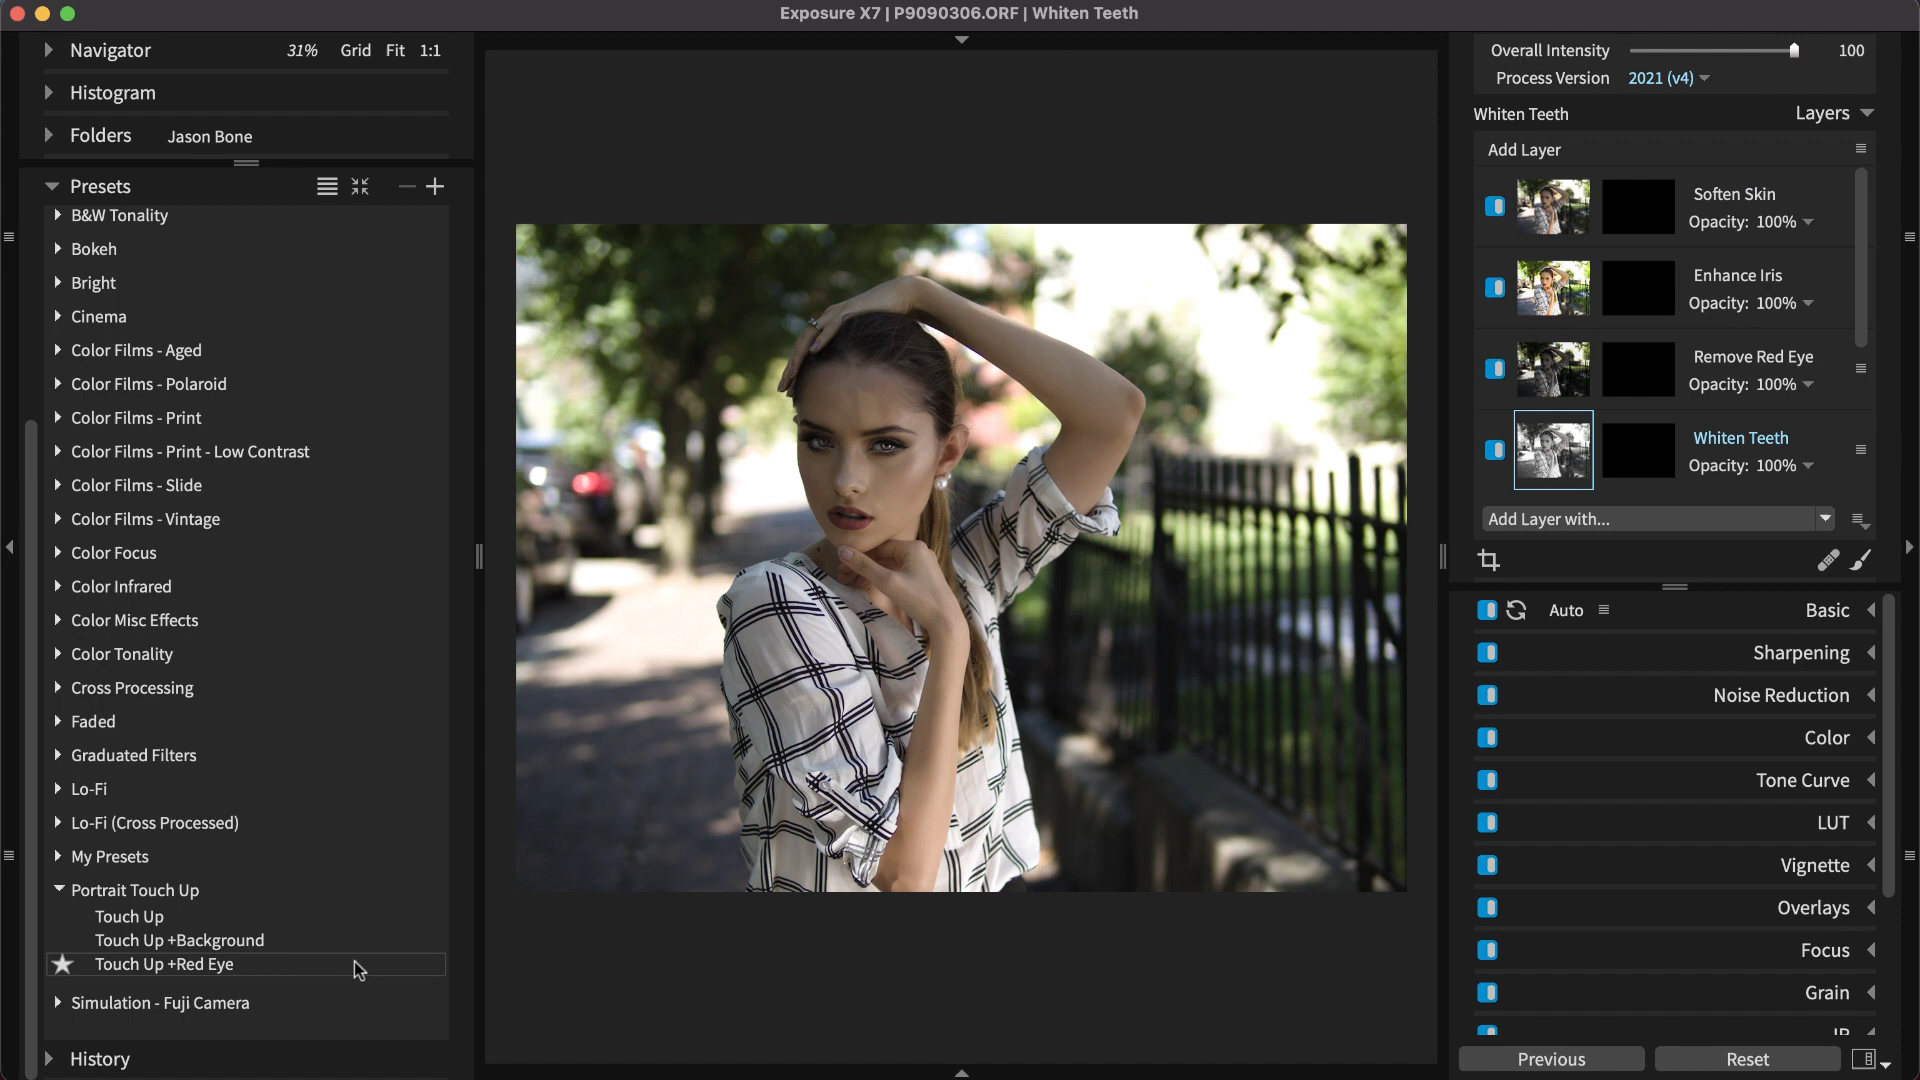 Exposure X7 | P9090306.ORF | Whiten Teeth
Navigator 31% Grid Fit 1:1
Histogram
Folders Jason Bone
Presets
B&W Tonality
Bokeh
Bright
Cinema
Color Films - Aged
Color Films - Polaroid
Color Films - Print
Color Films - Print - Low Contrast
Color Films - Slide
Color Films - Vintage
Color Focus
Color Infrared
Color Misc Effects
Color Tonality
Cross Processing
Faded
Graduated Filters
Lo-Fi
Lo-Fi (Cross Processed)
My Presets
Portrait Touch Up
Touch Up
Touch Up +Background
Touch Up +Red Eye
Simulation - Fuji Camera
History
Overall Intensity 100
Process Version 2021 (v4)
Whiten Teeth Layers
Add Layer
Soften Skin
Opacity: 100%
Enhance Iris
Opacity: 100%
Remove Red Eye
Opacity: 100%
Whiten Teeth
Opacity: 100%
Add Layer with...
Auto Basic
Sharpening
Noise Reduction
Color
Tone Curve
LUT
Vignette
Overlays
Focus
Grain
Previous Reset